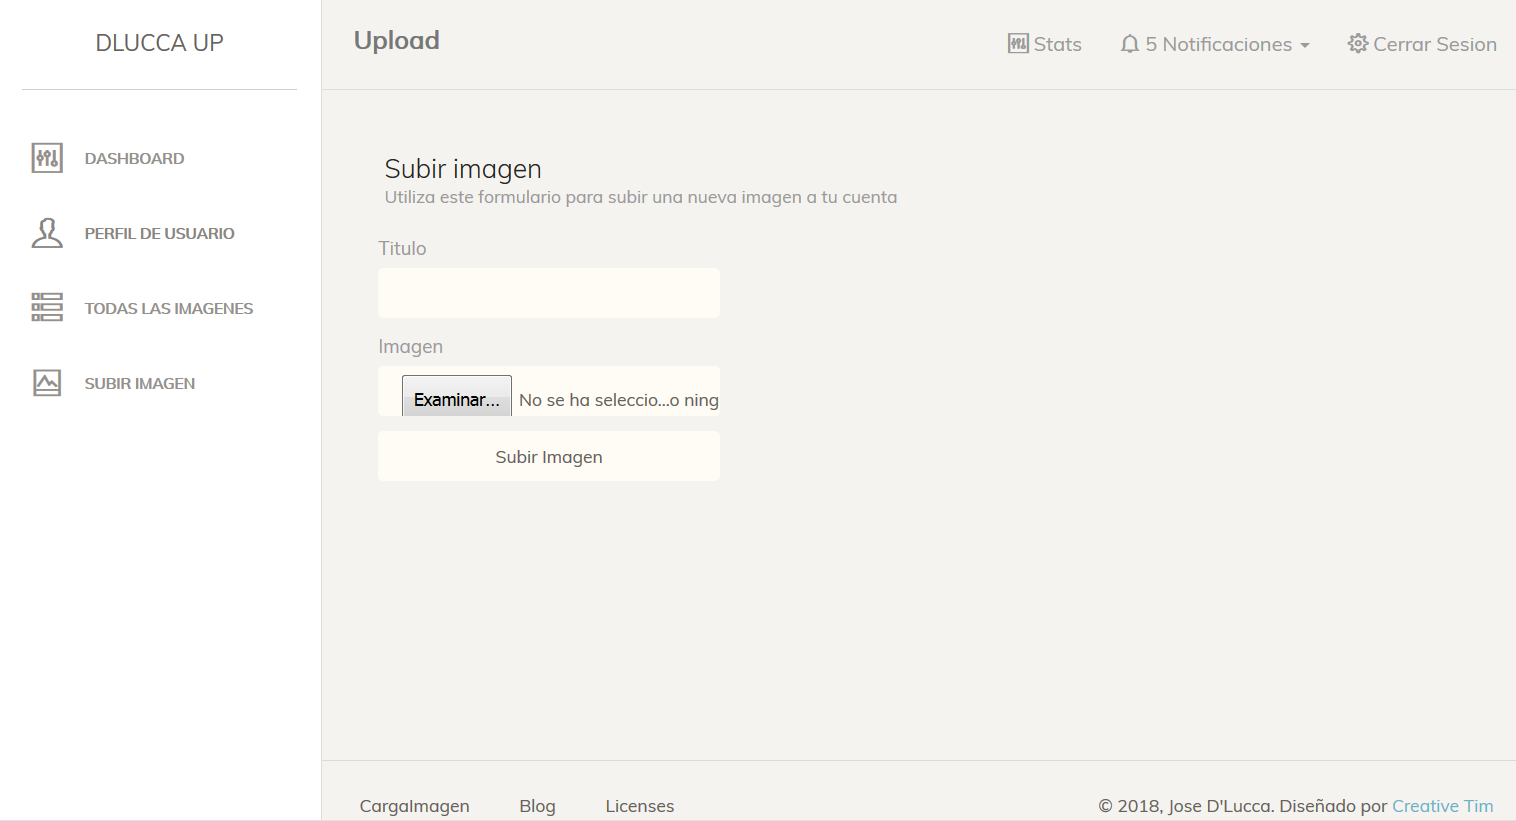 DLUCCA UP
DASHBOARD
PERFIL DE USUARIO
TODAS LAS IMAGENES
SUBIR IMAGEN
Upload
Stats
5 Notificaciones
Cerrar Sesion
Subir imagen
Utiliza este formulario para subir una nueva imagen a tu cuenta
Titulo
Imagen
Examinar... No se ha seleccio...o ning
Subir Imagen
CargaImagen
Blog
Licenses
© 2018, Jose D'Lucca. Diseñado por Creative Tim